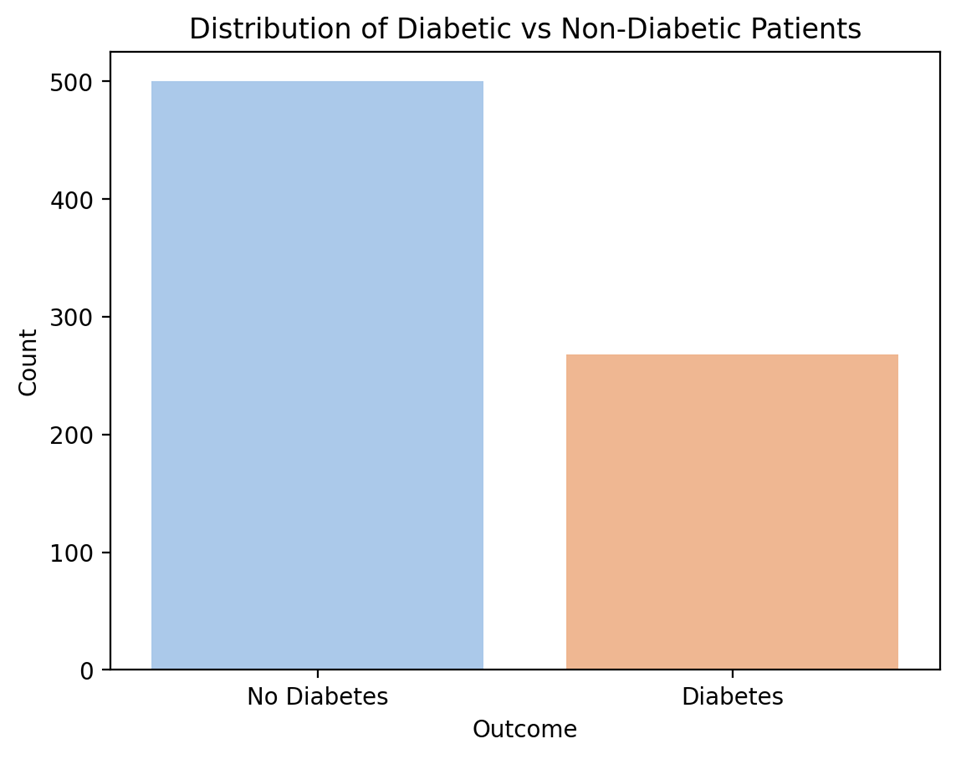 Distribution of Diabetic vs Non-Diabetic Patients
500
400
300
200
100
0
Count
No Diabetes
Diabetes
Outcome